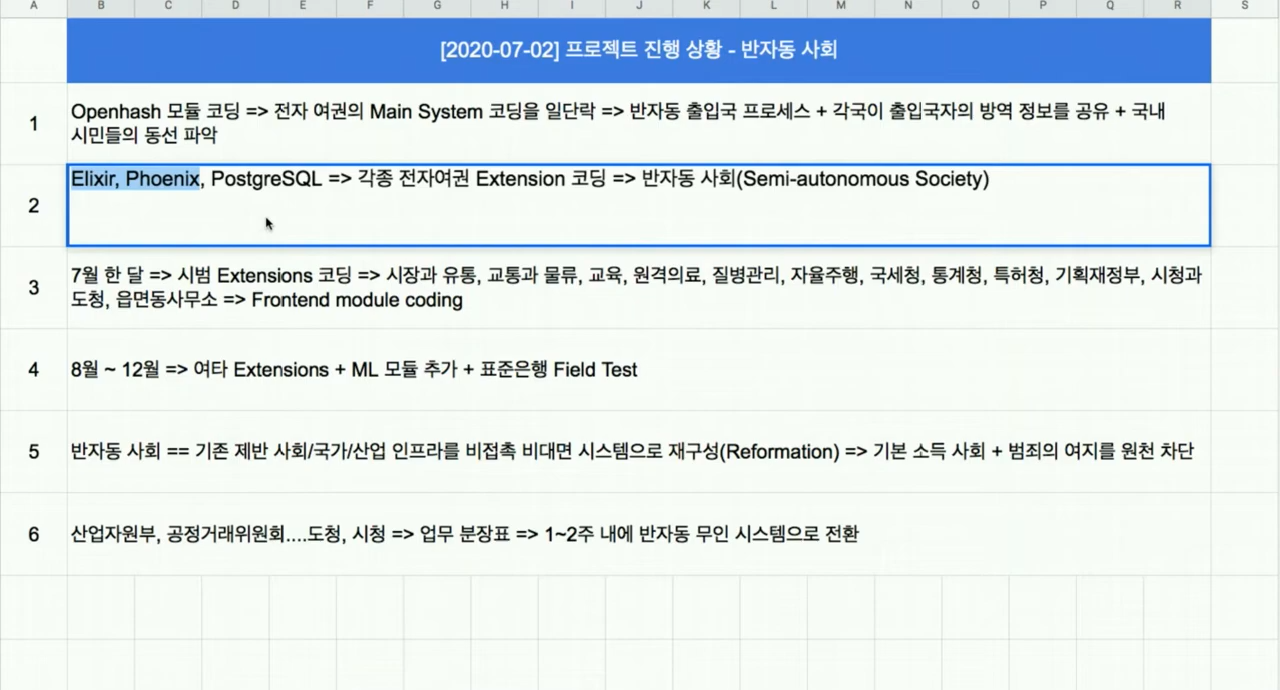 A B C D E F G H I J K L M N O P Q R S
[2020-07-02] 프로젝트 진행 상황 - 반자동 사회
1
Openhash 모듈 코딩 => 전자 여권의 Main System 코딩을 일단락 => 반자동 출입국 프로세스 + 각국이 출입국자의 방역 정보를 공유 + 국내
시민들의 동선 파악
2
Elixir, Phoenix, PostgreSQL => 각종 전자여권 Extension 코딩 => 반자동 사회(Semi-autonomous Society)
3
7월 한 달 => 시범 Extensions 코딩 => 시장과 유통, 교통과 물류, 교육, 원격의료, 질병관리, 자율주행, 국세청, 통계청, 특허청, 기획재정부, 시청과
도청, 읍면동사무소 => Frontend module coding
4
8월 ~ 12월 => 여타 Extensions + ML 모듈 추가 + 표준은행 Field Test
5
반자동 사회 == 기존 제반 사회/국가/산업 인프라를 비접촉 비대면 시스템으로 재구성(Reformation) => 기본 소득 사회 + 범죄의 여지를 원천 차단
6
산업자원부, 공정거래위원회....도청, 시청 => 업무 분장표 => 1~2주 내에 반자동 무인 시스템으로 전환